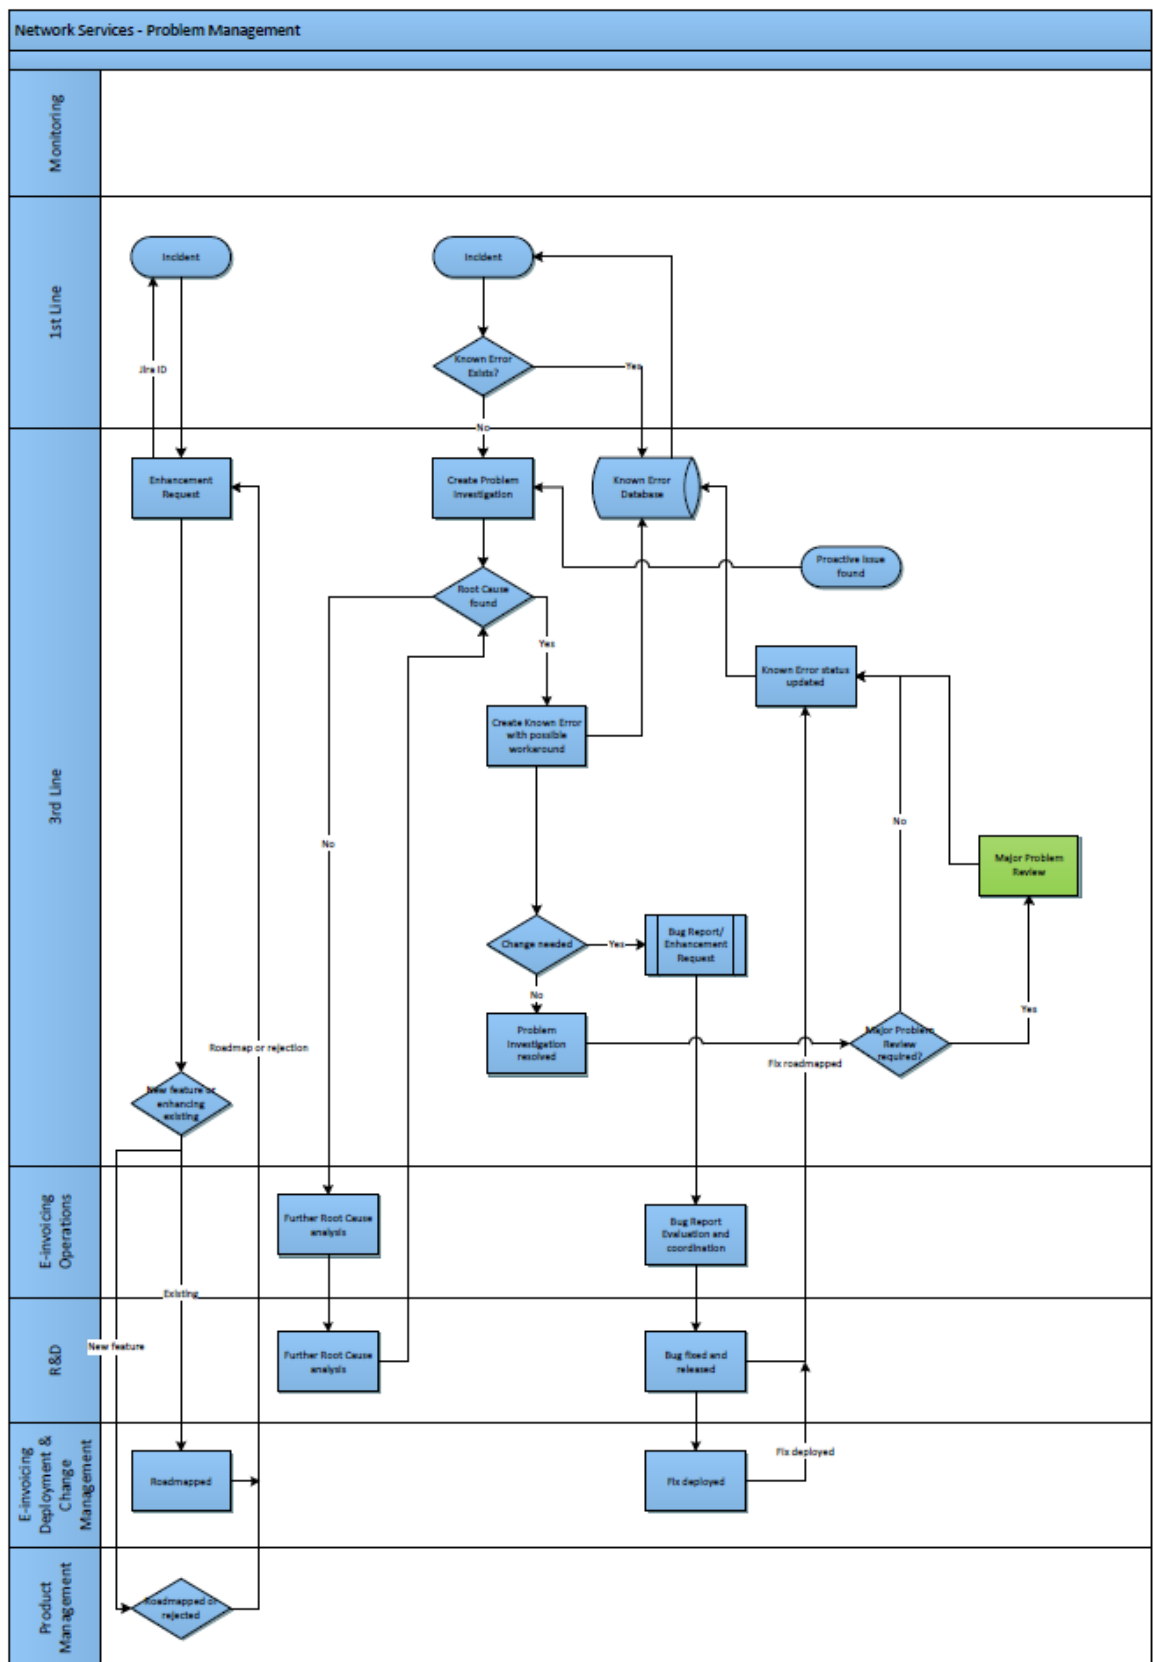 Network Services - Problem Management
Monitoring
1st Line
Incident
Incident
Known Error
Exists?
Yes
Jira ID
No
3rd Line
Enhancement
Request
Create Problem
Investigation
Known Error
Database
Proactive issue
found
Root Cause
found
Yes
Known Error status
updated
Create Known Error
with possible
workaround
No
No
Major Problem
Review
Change needed
Yes
Bug Report/
Enhancement
Request
No
Yes
Problem
Investigation
resolved
Major Problem
Review
required?
Roadmap or rejection
Fix roadmapped
New feature or
enhancing
existing
E-invoicing
Operations
Further Root Cause
analysis
Bug Report
Evaluation and
coordination
Existing
R&D
New feature
Further Root Cause
analysis
Bug fixed and
released
E-invoicing
Deployment &
Change
Management
Fix deployed
Roadmapped
Fix deployed
Product
Management
Roadmapped or
rejected